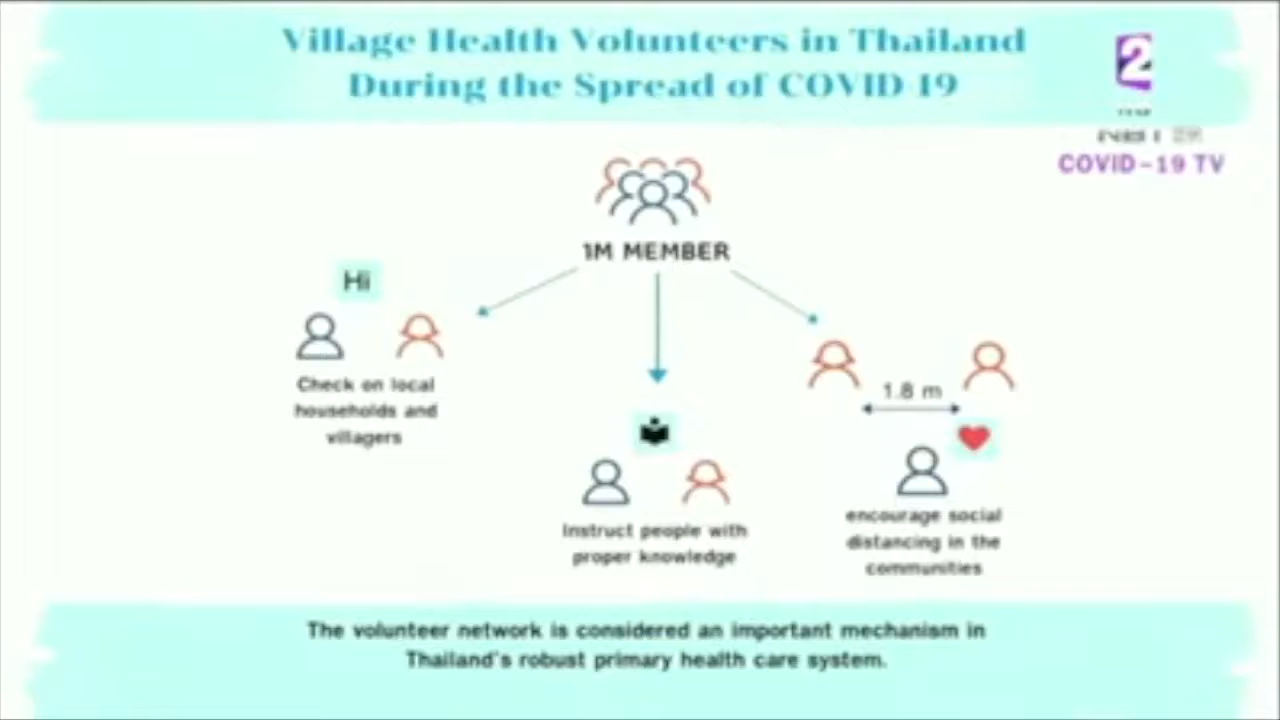 Village Health Volunteers in Thailand
During the Spread of COVID 19
2
COVID-19 TV
1M MEMBER
Hi
Check on local
households and
villagers
Instruct people with
proper knowledge
1.8 m
encourage social
distancing in the
communities
The volunteer network is considered an important mechanism in
Thailand's robust primary health care system.